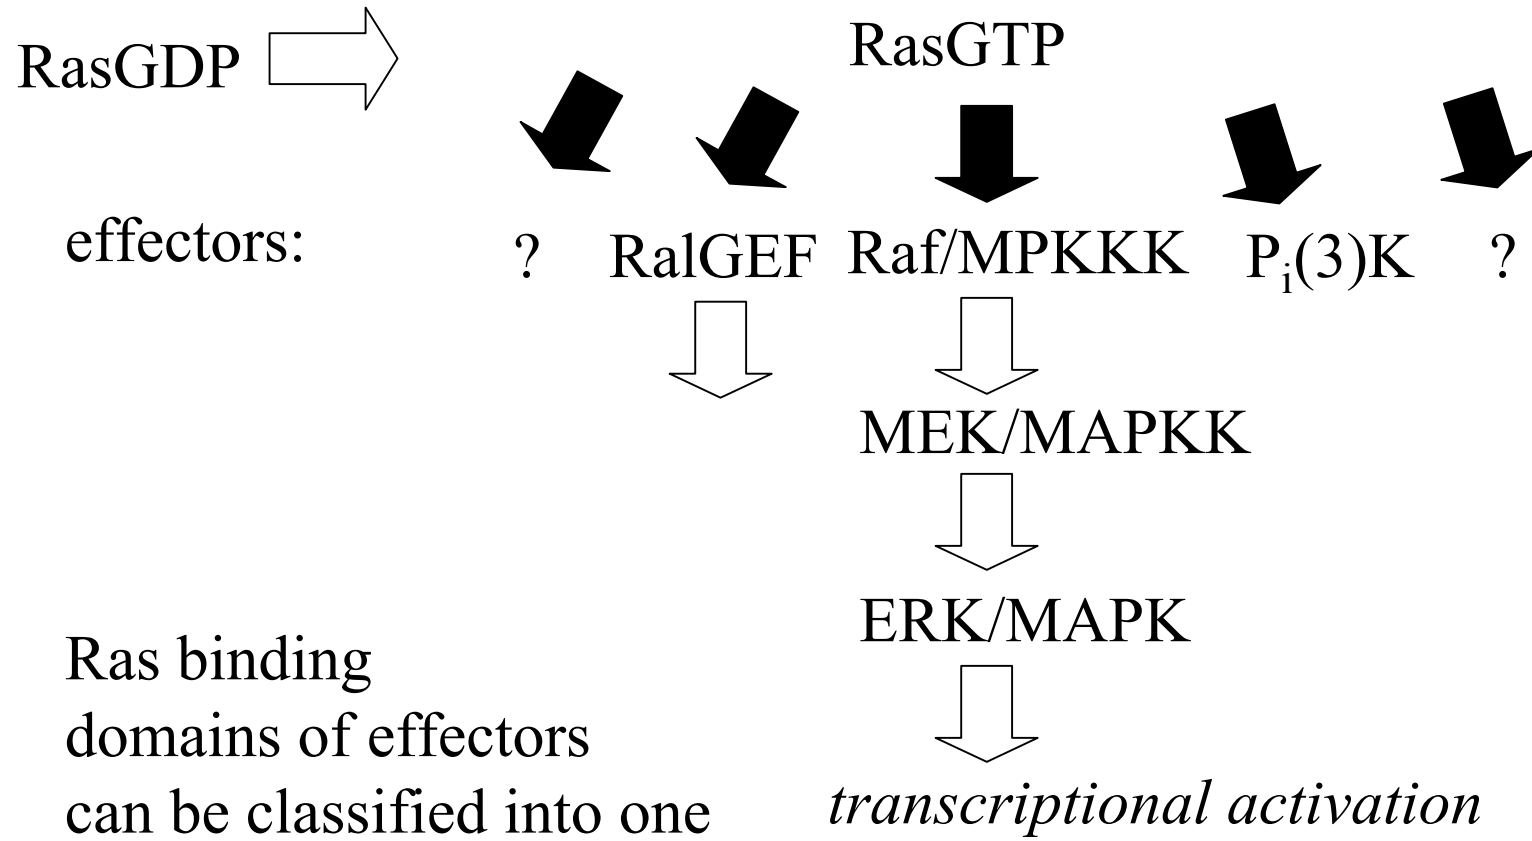 RasGDP RasGTP
effectors: ? RalGEF Raf/MPKKK Pi(3)K ?
MEK/MAPKK
ERK/MAPK
Ras binding
domains of effectors
can be classified into one
transcriptional activation